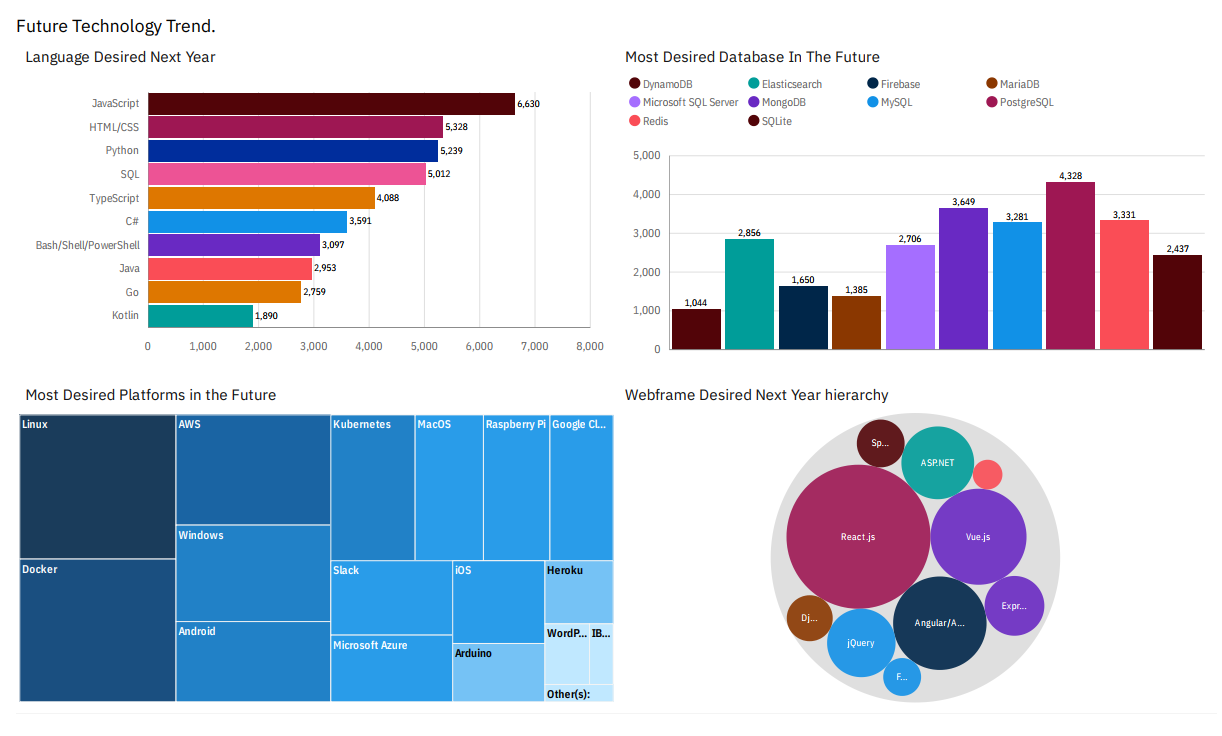 Future Technology Trend.
Language Desired Next Year
JavaScript 6,630
HTML/CSS 5,328
Python 5,239
SQL 5,012
TypeScript 4,088
C# 3,591
Bash/Shell/PowerShell 3,097
Java 2,953
Go 2,759
Kotlin 1,890
0 1,000 2,000 3,000 4,000 5,000 6,000 7,000 8,000
Most Desired Database In The Future
DynamoDB Elasticsearch Firebase MariaDB
Microsoft SQL Server MongoDB MySQL PostgreSQL
Redis SQLite
5,000
4,000
3,000
2,000
1,000
0
1,044 2,856 1,650 1,385 2,706 3,649 3,281 4,328 3,331 2,437
Most Desired Platforms in the Future
Linux AWS Kubernetes MacOS Raspberry Pi Google Cl...
Windows
Docker Slack iOS Heroku
Android WordP... IB...
Microsoft Azure Arduino
Other(s):
Webframe Desired Next Year hierarchy
Sp... ASP.NET
React.js Vue.js
Dj... Angular/A... Expr...
jQuery
F...